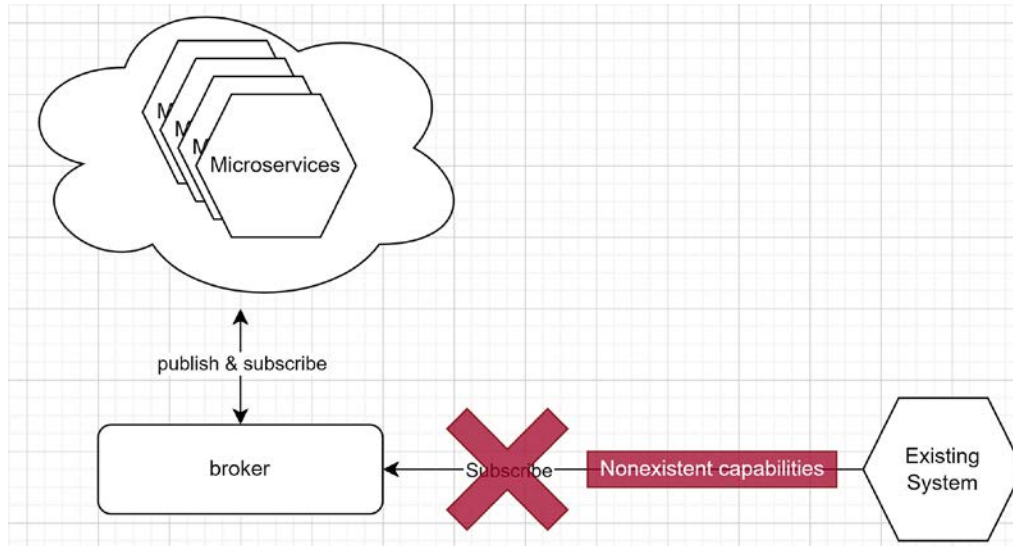 M
M
M
Microservices
publish & subscribe
broker
Subscribe
Nonexistent capabilities
Existing
System